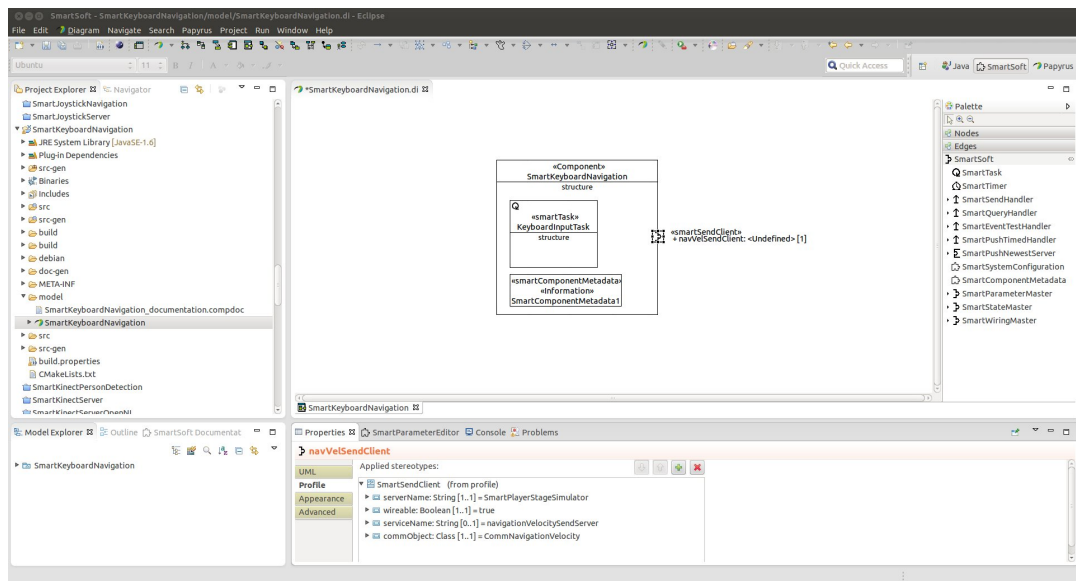 SmartSoft - SmartKeyboardNavigation/model/SmartKeyboardNavigation.di - Eclipse
File Edit Diagram Navigate Search Papyrus Project Run Window Help
Ubuntu 11 Quick Access Java SmartSoft Papyrus
Project Explorer Navigator
SmartJoystickNavigation
SmartJoystickServer
SmartKeyboardNavigation
JRE System Library [JavaSE-1.6]
Plug-in Dependencies
src-gen
Binaries
Includes
src
src-gen
build
build
debian
doc-gen
META-INF
model
SmartKeyboardNavigation_documentation.compdoc
SmartKeyboardNavigation
src
src-gen
build.properties
CMakeLists.txt
SmartKinectPersonDetection
SmartKinectServer
SmartKinectServerOpenNI
*SmartKeyboardNavigation.di
«Component»
SmartKeyboardNavigation
structure
Q
«smartTask»
KeyboardInputTask
structure
«smartComponentMetadata»
«Information»
SmartComponentMetadata1
«smartSendClient»
+ navVelSendClient: <Undefined> [1]
SmartKeyboardNavigation
Palette
Nodes
Edges
SmartSoft
SmartTask
SmartTimer
SmartSendHandler
SmartQueryHandler
SmartEventTestHandler
SmartPushTimedHandler
SmartPushNewestServer
SmartSystemConfiguration
SmartComponentMetadata
SmartParameterMaster
SmartStateMaster
SmartWiringMaster
Model Explorer Outline SmartSoft Documentat
SmartKeyboardNavigation
Properties SmartParameterEditor Console Problems
navVelSendClient
UML
Profile
Appearance
Advanced
Applied stereotypes:
SmartSendClient (from profile)
serverName: String [1..1] = SmartPlayerStageSimulator
wireable: Boolean [1..1] = true
serviceName: String [0..1] = navigationVelocitySendServer
commObject: Class [1..1] = CommNavigationVelocity